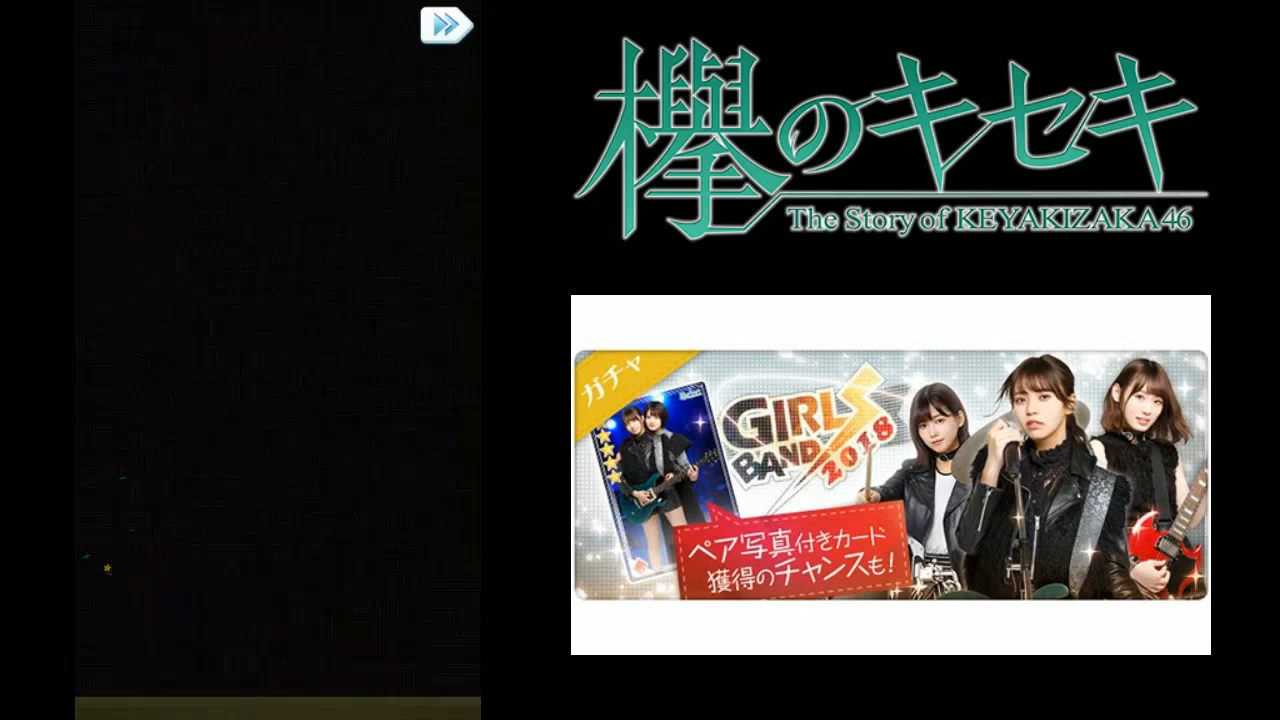 欅のキセキ
The Story of KEYAKIZAKA46
ガチャ
GIRLS
BAND
2018
ペア写真付きカード
獲得のチャンスも!